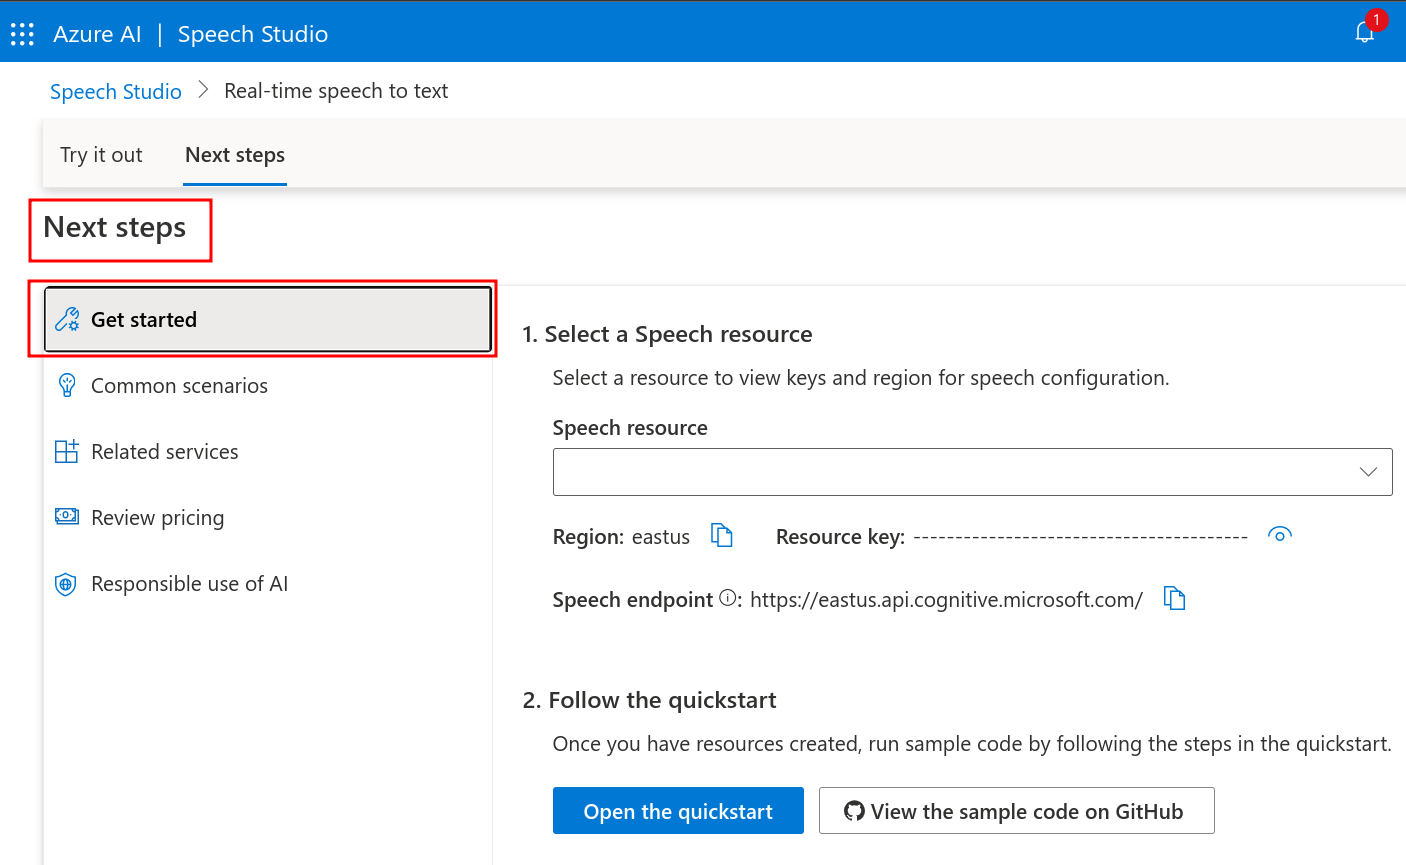 Azure AI | Speech Studio
1
Speech Studio > Real-time speech to text
Try it out Next steps
Next steps
Get started
Common scenarios
Related services
Review pricing
Responsible use of AI
1. Select a Speech resource
Select a resource to view keys and region for speech configuration.
Speech resource
Region: eastus Resource key: ----------------------------------------
Speech endpoint ⓘ: https://eastus.api.cognitive.microsoft.com/
2. Follow the quickstart
Once you have resources created, run sample code by following the steps in the quickstart.
Open the quickstart View the sample code on GitHub